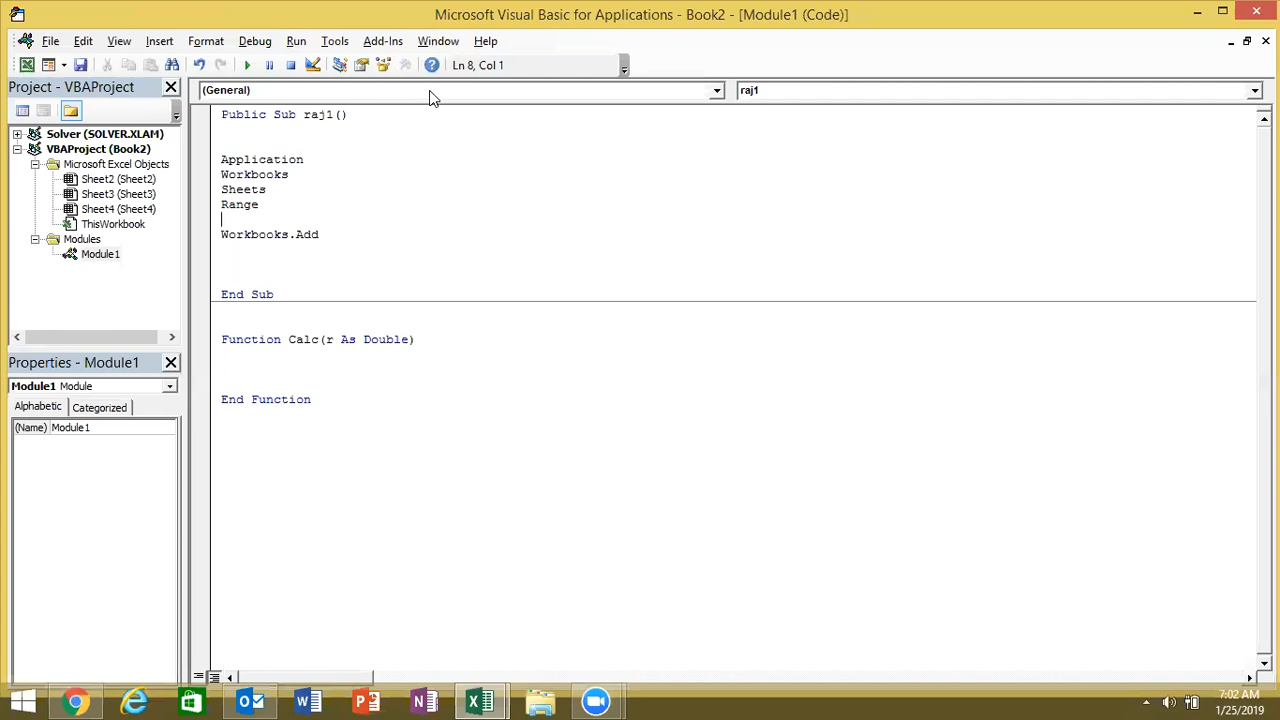 Microsoft Visual Basic for Applications - Book2 - [Module1 (Code)]
File Edit View Insert Format Debug Run Tools Add-Ins Window Help
Ln 8, Col 1
Project - VBAProject
(General)
raj1
Solver (SOLVER.XLAM)
VBAProject (Book2)
Microsoft Excel Objects
Sheet2 (Sheet2)
Sheet3 (Sheet3)
Sheet4 (Sheet4)
ThisWorkbook
Modules
Module1
Public Sub raj1()
Application
Workbooks
Sheets
Range
Workbooks.Add
End Sub
Function Calc(r As Double)
End Function
Properties - Module1
Module1 Module
Alphabetic Categorized
(Name) Module1
7:02 AM
1/25/2019